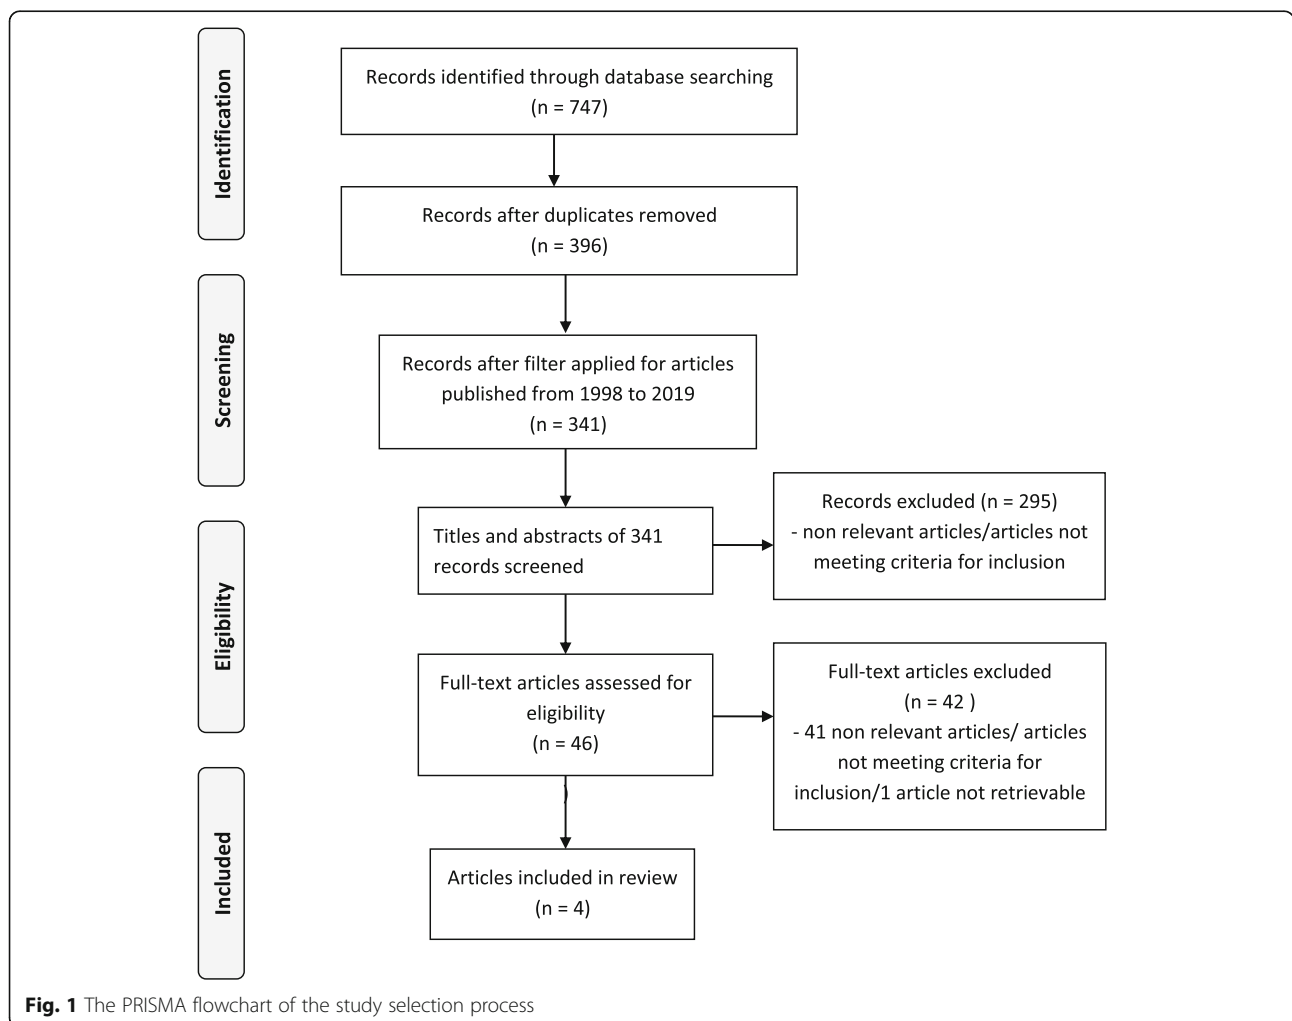 Identification
Records identified through database searching
(n = 747)
Records after duplicates removed
(n = 396)
Screening
Records after filter applied for articles
published from 1998 to 2019
(n = 341)
Eligibility
Titles and abstracts of 341
records screened
Records excluded (n = 295)
- non relevant articles/articles not
meeting criteria for inclusion
Full-text articles assessed for
eligibility
(n = 46)
)
Full-text articles excluded
(n = 42 )
- 41 non relevant articles/ articles
not meeting criteria for
inclusion/1 article not retrievable
Included
Articles included in review
(n = 4)
Fig. 1 The PRISMA flowchart of the study selection process